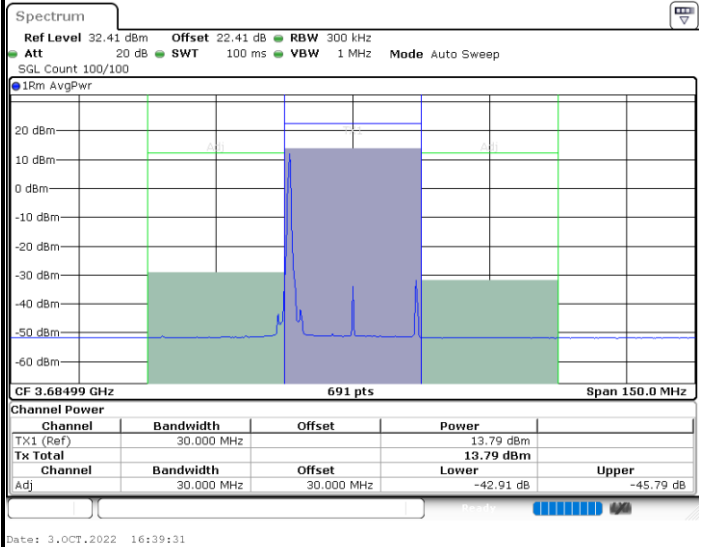 Spectrum
Ref Level 32.41 dBm Offset 22.41 dB RBW 300 kHz
Att 20 dB SWT 100 ms VBW 1 MHz Mode Auto Sweep
SGL Count 100/100
1Rm AvgPwr
20 dBm
Adj
Adj
10 dBm
0 dBm
-10 dBm
-20 dBm
-30 dBm
-40 dBm
-50 dBm
-60 dBm
CF 3.68499 GHz 691 pts Span 150.0 MHz
Channel Power
Channel Bandwidth Offset Power
TX1 (Ref) 30.000 MHz 13.79 dBm
Tx Total 13.79 dBm
Channel Bandwidth Offset Lower Upper
Adj 30.000 MHz 30.000 MHz -42.91 dB -45.79 dB
Ready
Date: 3.OCT.2022 16:39:31